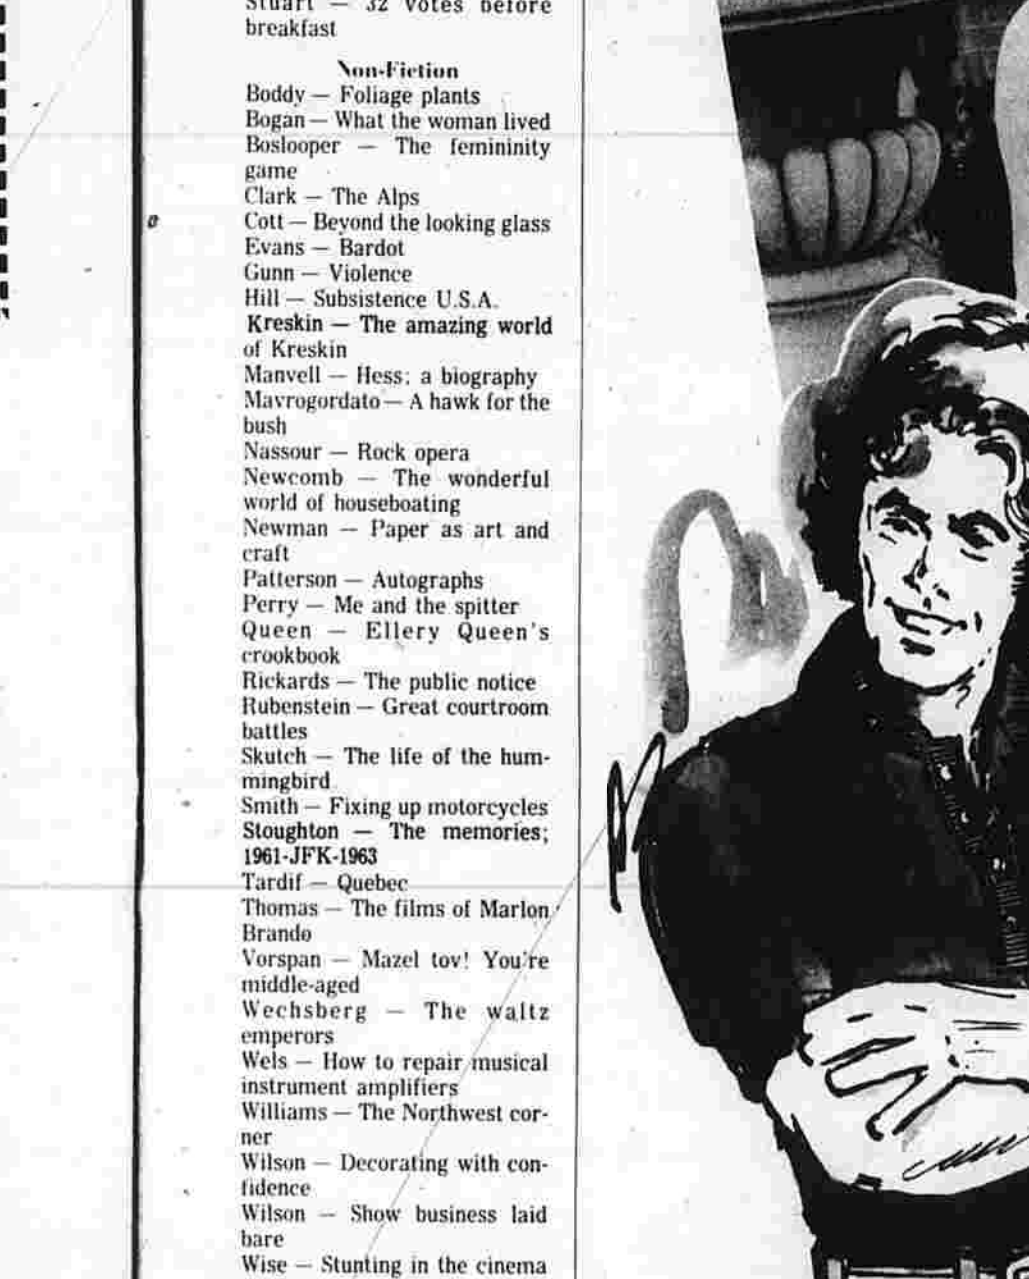 Stuart — 32 votes before
breakfast
Non-Fiction
Boddy — Foliage plants
Bogan — What the woman lived
Boslooper — The femininity
game
Clark — The Alps
Cott — Beyond the looking glass
Evans — Bardot
Gunn — Violence
Hill — Subsistence U.S.A.
Kreskin — The amazing world
of Kreskin
Manvell — Hess: a biography
Mavrogordato — A hawk for the
bush
Nassour — Rock opera
Newcomb — The wonderful
world of houseboating
Newman — Paper as art and
craft
Patterson — Autographs
Perry — Me and the spitter
Queen — Ellery Queen's
crookbook
Rickards — The public notice
Rubenstein — Great courtroom
battles
Skutch — The life of the hum-
mingbird
Smith — Fixing up motorcycles
Stoughton — The memories;
1961-JFK-1963
Tardif — Quebec
Thomas — The films of Marlon
Brando
Vorspan — Mazel tov! You're
middle-aged
Wechsberg — The waltz
emperors
Wels — How to repair musical
instrument amplifiers
Williams — The Northwest cor-
ner
Wilson — Decorating with con-
fidence
Wilson — Show business laid
bare
Wise — Stunting in the cinema